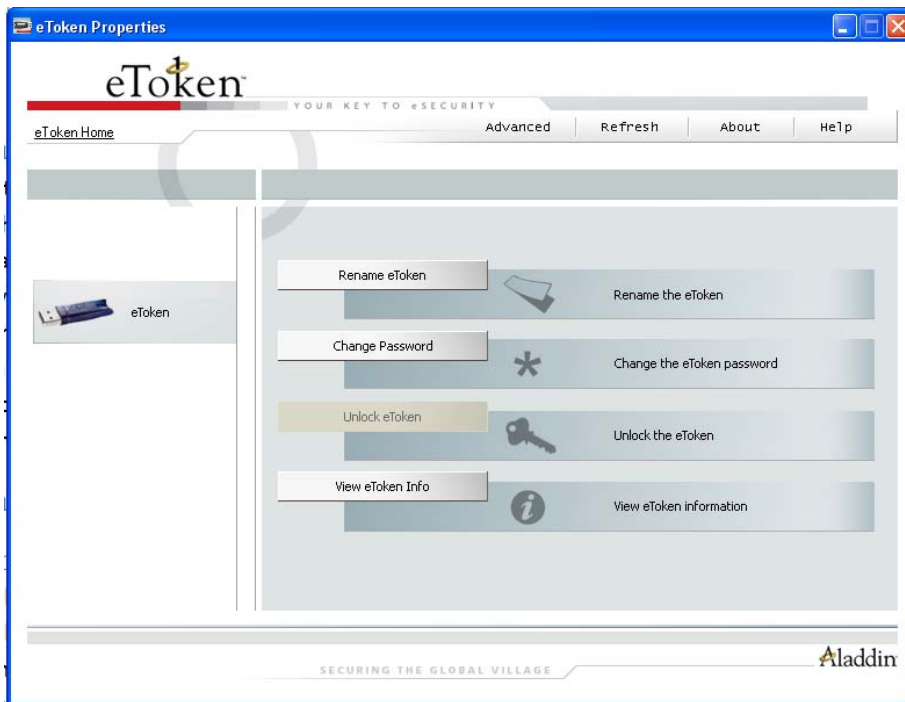 eToken Properties
eToken
YOUR KEY TO eSECURITY
eToken Home
Advanced
Refresh
About
Help
eToken
Rename eToken
Rename the eToken
Change Password
Change the eToken password
Unlock eToken
Unlock the eToken
View eToken Info
View eToken information
Aladdin
SECURING THE GLOBAL VILLAGE